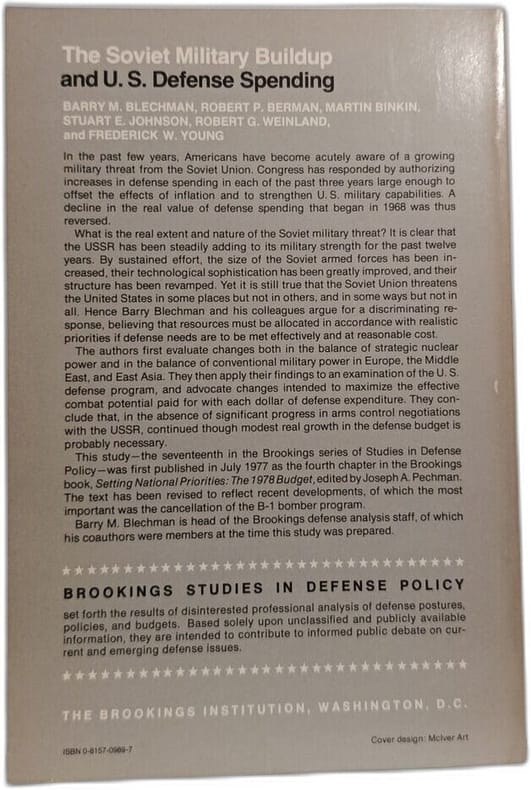 The Soviet Military Buildup
and U.S. Defense Spending
BARRY M. BLECHMAN, ROBERT P. BERMAN, MARTIN BINKIN,
STUART E. JOHNSON, ROBERT G. WEINLAND,
and FREDERICK W. YOUNG
In the past few years, Americans have become acutely aware of a growing
military threat from the Soviet Union. Congress has responded by authorizing
increases in defense spending in each of the past three years large enough to
offset the effects of inflation and to strengthen U.S. military capabilities. A
decline in the real value of defense spending that began in 1968 was thus
reversed.
What is the real extent and nature of the Soviet military threat? It is clear that
the USSR has been steadily adding to its military strength for the past twelve
years. By sustained effort, the size of the Soviet armed forces has been in-
creased, their technological sophistication has been greatly improved, and their
structure has been revamped. Yet it is still true that the Soviet Union threatens
the United States in some places but not in others, and in some ways but not in
all. Hence Barry Blechman and his colleagues argue for a discriminating re-
sponse, believing that resources must be allocated in accordance with realistic
priorities if defense needs are to be met effectively and at reasonable cost.
The authors first evaluate changes both in the balance of strategic nuclear
power and in the balance of conventional military power in Europe, the Middle
East, and East Asia. They then apply their findings to an examination of the U.S.
defense program, and advocate changes intended to maximize the effective
combat potential paid for with each dollar of defense expenditure. They con-
clude that, in the absence of significant progress in arms control negotiations
with the USSR, continued though modest real growth in the defense budget is
probably necessary.
This study—the seventeenth in the Brookings series of Studies in Defense
Policy—was first published in July 1977 as the fourth chapter in the Brookings
book, Setting National Priorities: The 1978 Budget, edited by Joseph A. Pechman.
The text has been revised to reflect recent developments, of which the most
important was the cancellation of the B-1 bomber program.
Barry M. Blechman is head of the Brookings defense analysis staff, of which
his coauthors were members at the time this study was prepared.
BROOKINGS STUDIES IN DEFENSE POLICY
set forth the results of disinterested professional analysis of defense postures,
policies, and budgets. Based solely upon unclassified and publicly available
information, they are intended to contribute to informed public debate on cur-
rent and emerging defense issues.
THE BROOKINGS INSTITUTION, WASHINGTON, D.C.
ISBN 0-8157-0989-7
Cover design: McIver Art